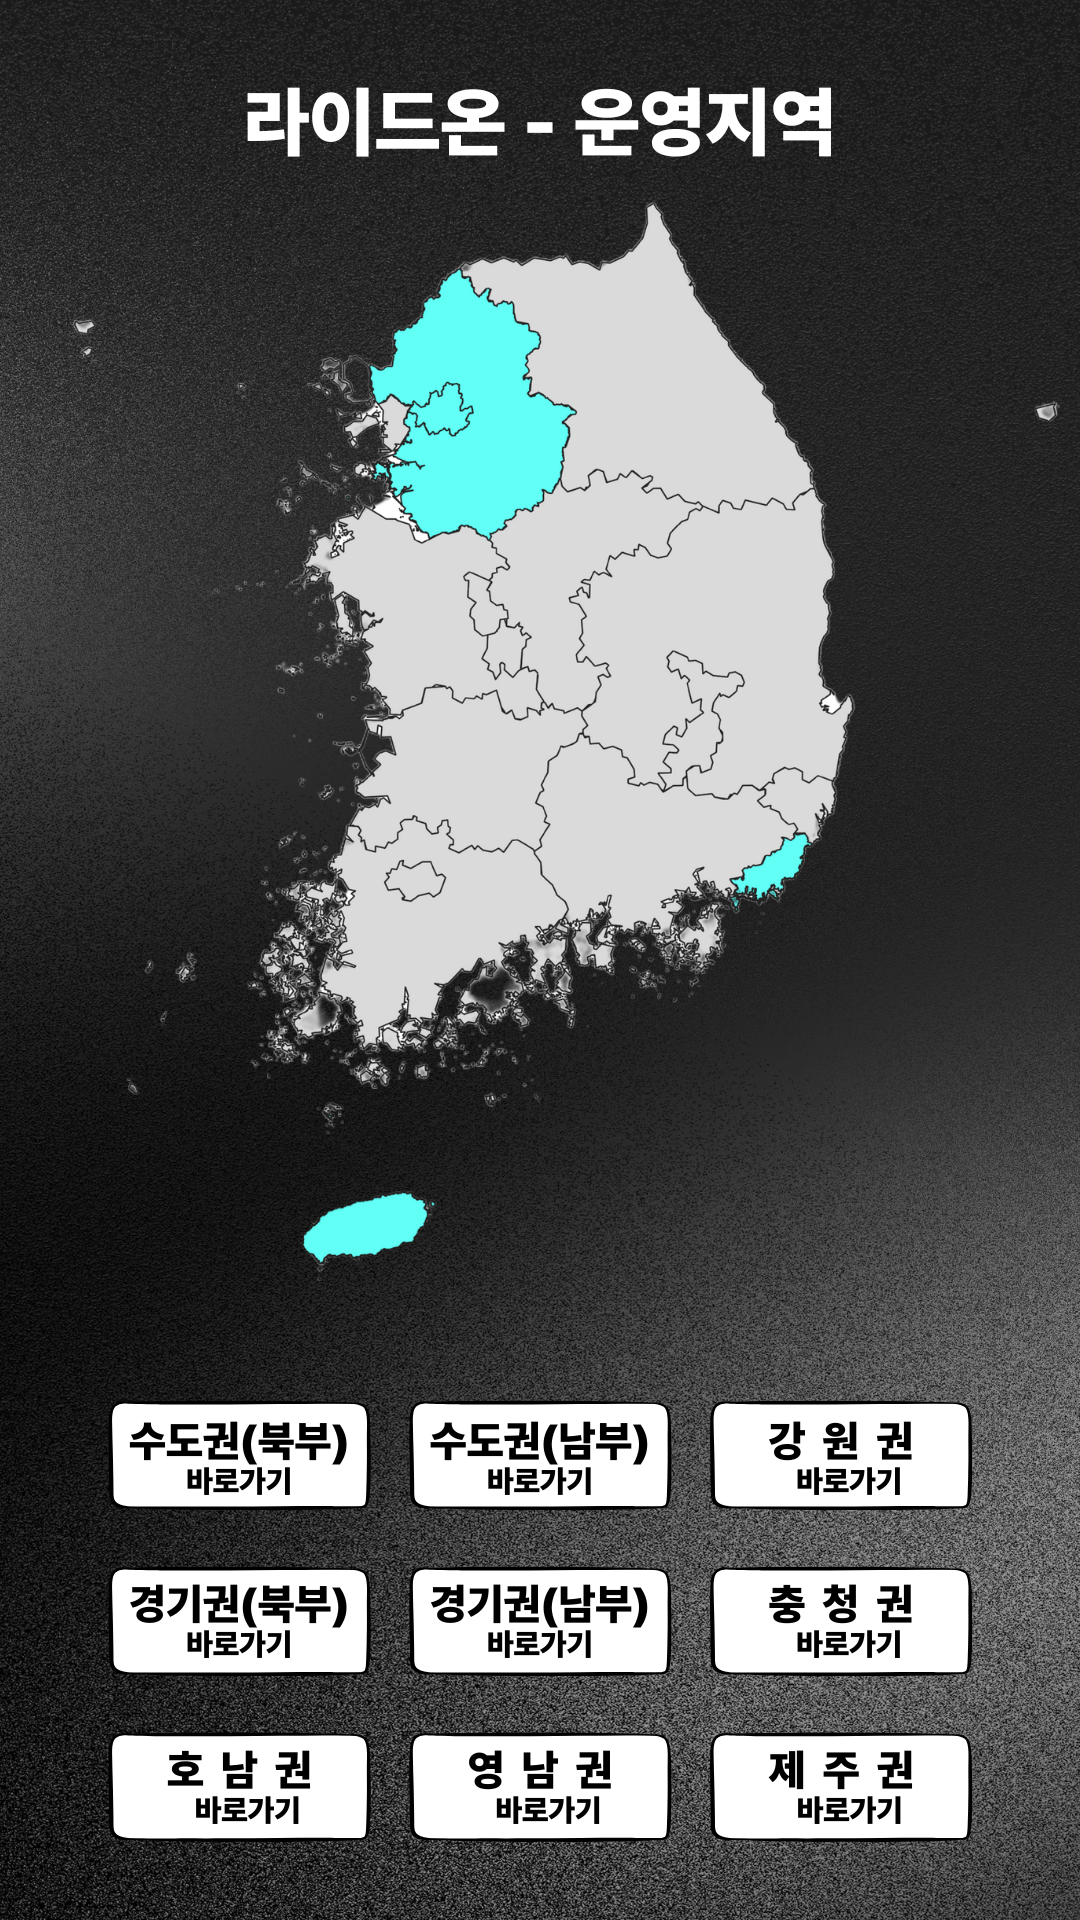 라이드온 - 운영지역
수도권(북부)
바로가기
수도권(남부)
바로가기
강 원 권
바로가기
경기권(북부)
바로가기
경기권(남부)
바로가기
충 청 권
바로가기
호 남 권
바로가기
영 남 권
바로가기
제 주 권
바로가기